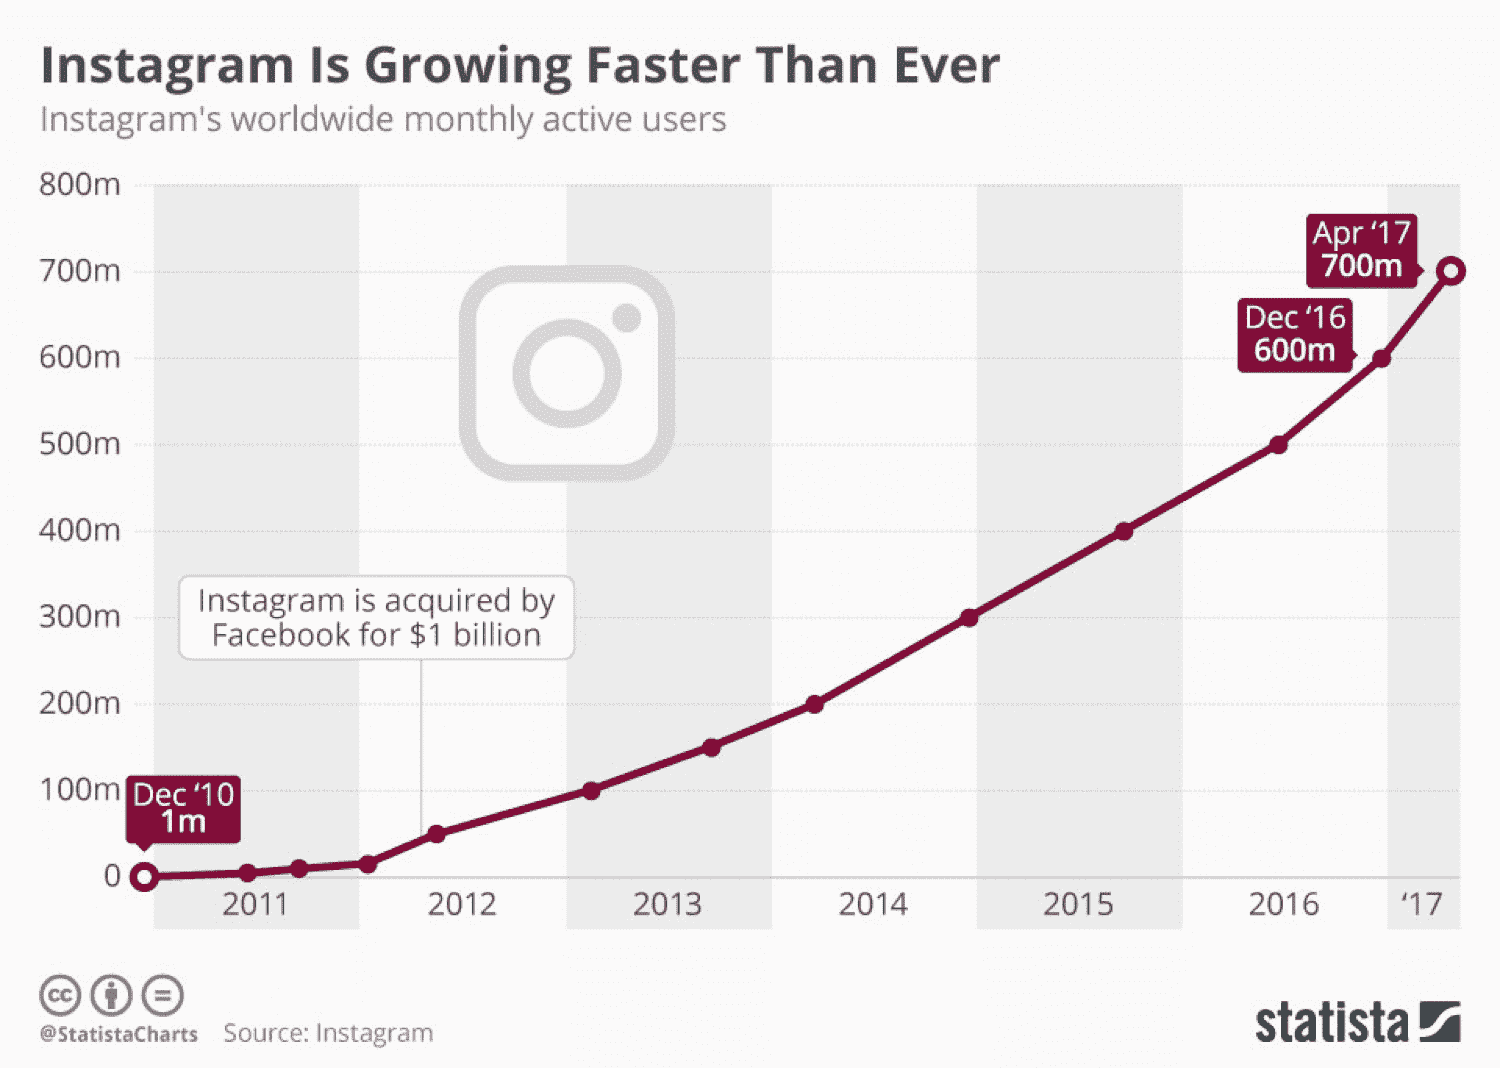 Instagram Is Growing Faster Than Ever
Instagram's worldwide monthly active users
800m
700m
600m
500m
400m
300m
200m
100m
0
Apr ‘17
700m
Dec ‘16
600m
Instagram is acquired by
Facebook for $1 billion
Dec ‘10
1m
2011 2012 2013 2014 2015 2016 ‘17
cc
@StatistaCharts Source: Instagram
statista